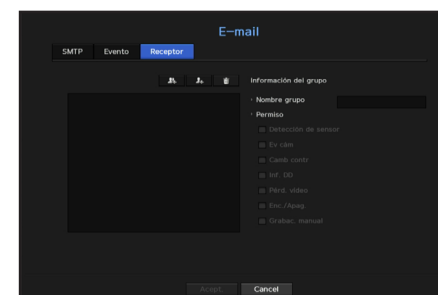 E-mail
SMTP Evento Receptor
Información del grupo
Nombre grupo
Permiso
Detección de sensor
Ev cám
Camb contr
Inf. DD
Pérd. vídeo
Enc./Apag.
Grabac. manual
Acept Cancel